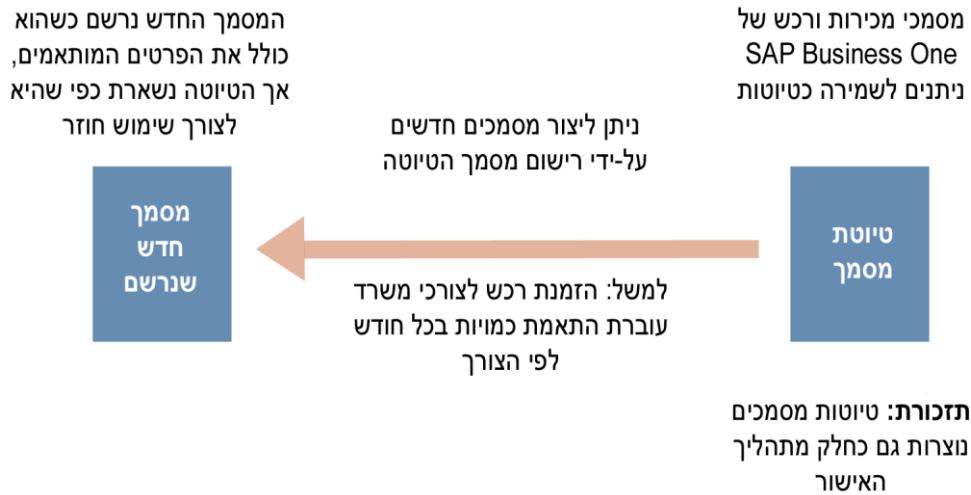 מסמכי מכירות ורכש של
SAP Business One
ניתנים לשמירה כטיוטות
טיוטת
מסמך
תזכורת: טיוטות מסמכים
נוצרות גם כחלק מתהליך
האישור
ניתן ליצור מסמכים חדשים
על-ידי רישום מסמך הטיוטה
למשל: הזמנת רכש לצורכי משרד
עוברת התאמת כמויות בכל חודש
לפי הצורך
המסמך החדש נרשם כשהוא
כולל את הפרטים המותאמים,
אך הטיוטה נשארת כפי שהיא
לצורך שימוש חוזר
מסמך
חדש
שנרשם